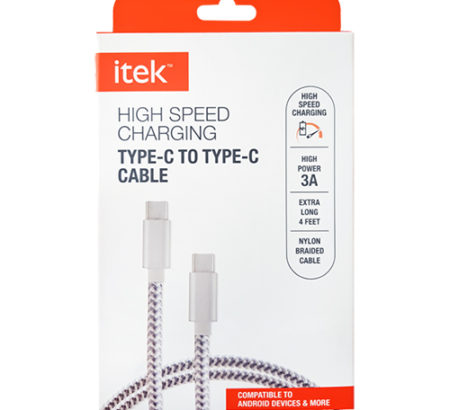 itek™
HIGH SPEED
CHARGING
TYPE-C TO TYPE-C
CABLE
HIGH
SPEED
CHARGING
HIGH
POWER
3A
EXTRA
LONG
4 FEET
NYLON
BRAIDED
CABLE
COMPATIBLE TO
ANDROID DEVICES & MORE